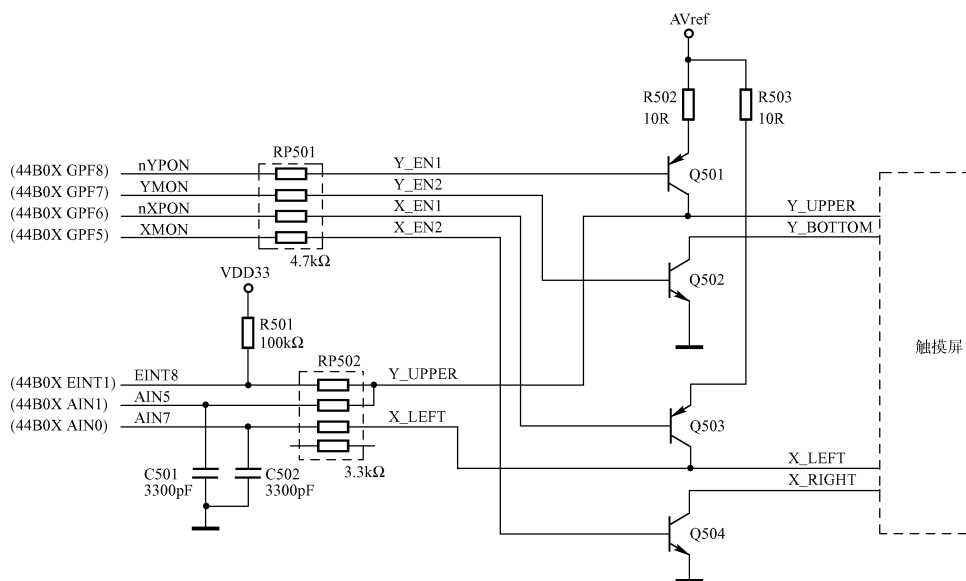 AVref
R502
10R
R503
10R
RP501
(44B0X GPF8) nYPON Y_EN1
Q501
(44B0X GPF7) YMON Y_EN2
(44B0X GPF6) nXPON X_EN1
Y_UPPER
(44B0X GPF5) XMON X_EN2
Y_BOTTOM
4.7kΩ
VDD33
Q502
R501
100kΩ
RP502
触摸屏
(44B0X EINT1) EINT8 Y_UPPER
(44B0X AIN1) AIN5
(44B0X AIN0) AIN7 X_LEFT
Q503
3.3kΩ
C501
3300pF
C502
3300pF
X_LEFT
X_RIGHT
Q504